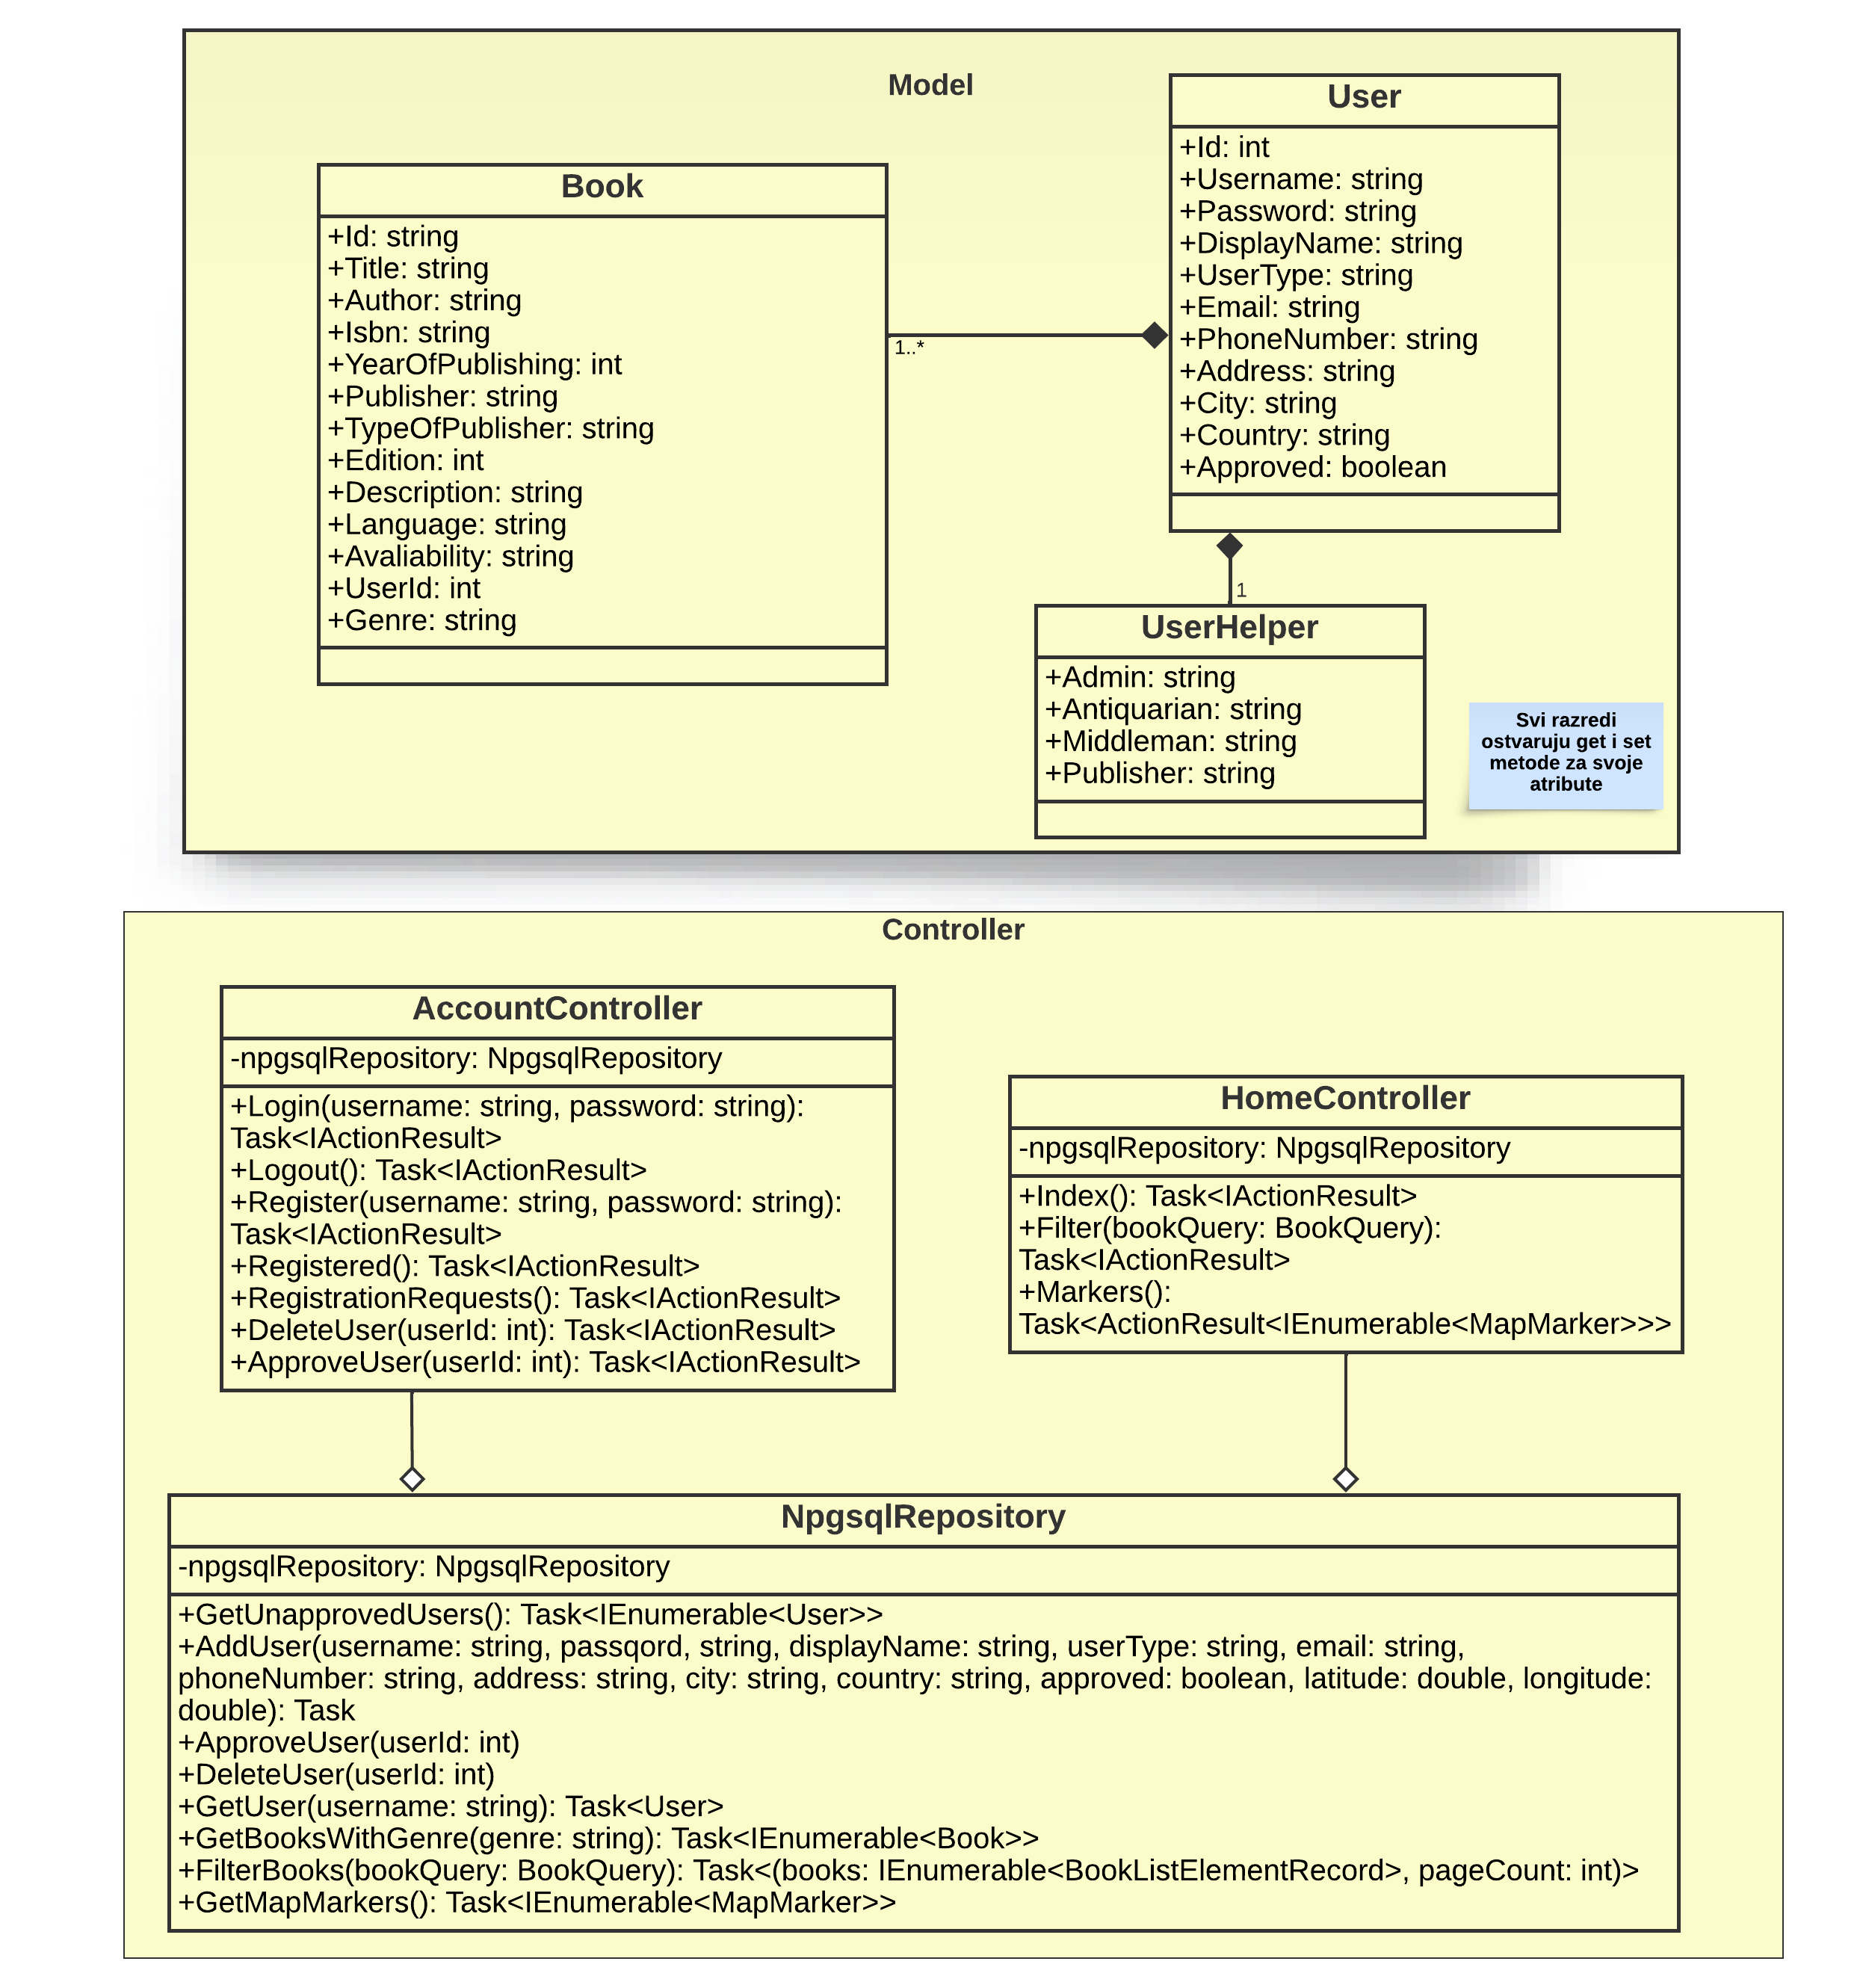 Model
User
+Id: int
+Username: string
+Password: string
+DisplayName: string
+UserType: string
+Email: string
+PhoneNumber: string
+Address: string
+City: string
+Country: string
+Approved: boolean
Book
+Id: string
+Title: string
+Author: string
+Isbn: string
+YearOfPublishing: int
+Publisher: string
+TypeOfPublisher: string
+Edition: int
+Description: string
+Language: string
+Avaliability: string
+UserId: int
+Genre: string
1..*
1
UserHelper
+Admin: string
+Antiquarian: string
+Middleman: string
+Publisher: string
Svi razredi
ostvaruju get i set
metode za svoje
atribute
Controller
AccountController
-npgsqlRepository: NpgsqlRepository
+Login(username: string, password: string):
Task<IActionResult>
+Logout(): Task<IActionResult>
+Register(username: string, password: string):
Task<IActionResult>
+Registered(): Task<IActionResult>
+RegistrationRequests(): Task<IActionResult>
+DeleteUser(userId: int): Task<IActionResult>
+ApproveUser(userId: int): Task<IActionResult>
HomeController
-npgsqlRepository: NpgsqlRepository
+Index(): Task<IActionResult>
+Filter(bookQuery: BookQuery):
Task<IActionResult>
+Markers():
Task<ActionResult<IEnumerable<MapMarker>>>
NpgsqlRepository
-npgsqlRepository: NpgsqlRepository
+GetUnapprovedUsers(): Task<IEnumerable<User>>
+AddUser(username: string, passqord, string, displayName: string, userType: string, email: string,
phoneNumber: string, address: string, city: string, country: string, approved: boolean, latitude: double, longitude:
double): Task
+ApproveUser(userId: int)
+DeleteUser(userId: int)
+GetUser(username: string): Task<User>
+GetBooksWithGenre(genre: string): Task<IEnumerable<Book>>
+FilterBooks(bookQuery: BookQuery): Task<(books: IEnumerable<BookListElementRecord>, pageCount: int)>
+GetMapMarkers(): Task<IEnumerable<MapMarker>>